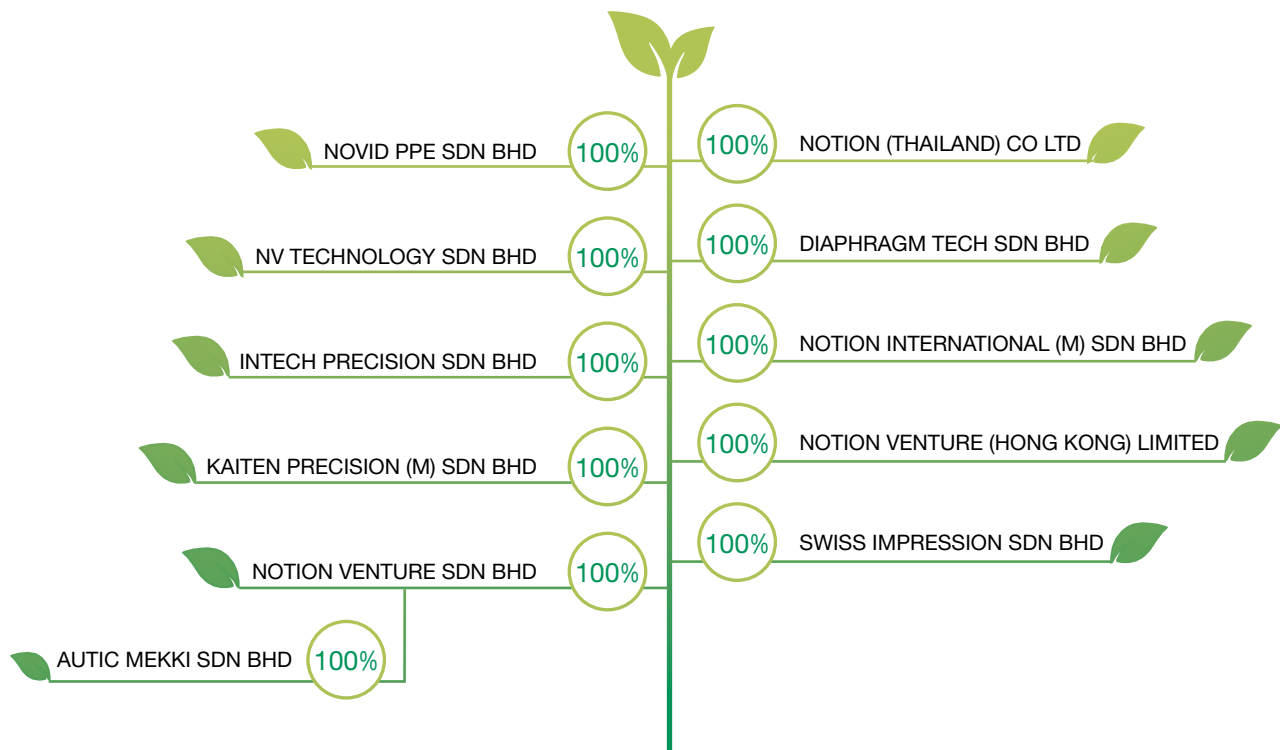 NOVID PPE SDN BHD 100%
NV TECHNOLOGY SDN BHD 100%
INTECH PRECISION SDN BHD 100%
KAITEN PRECISION (M) SDN BHD 100%
NOTION VENTURE SDN BHD 100%
AUTIC MEKKI SDN BHD 100%
100% NOTION (THAILAND) CO LTD
100% DIAPHRAGM TECH SDN BHD
100% NOTION INTERNATIONAL (M) SDN BHD
100% NOTION VENTURE (HONG KONG) LIMITED
100% SWISS IMPRESSION SDN BHD